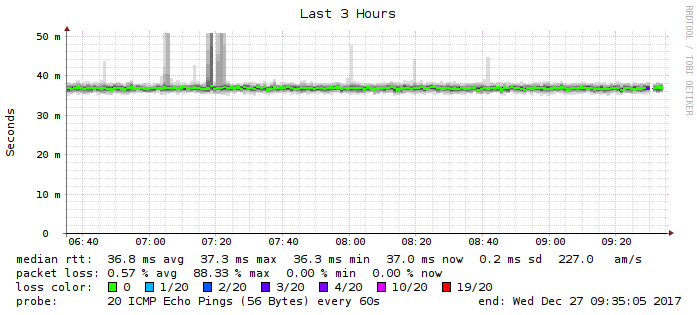 Last 3 Hours
RRDTOOL / TOBI OETIKER
Seconds
50 m
40 m
30 m
20 m
10 m
0
06:40 07:00 07:20 07:40 08:00 08:20 08:40 09:00 09:20
median rtt: 36.8 ms avg 37.3 ms max 36.3 ms min 37.0 ms now 0.2 ms sd 227.0 am/s
packet loss: 0.57 % avg 88.33 % max 0.00 % min 0.00 % now
loss color: 0 1/20 2/20 3/20 4/20 10/20 19/20
probe: 20 ICMP Echo Pings (56 Bytes) every 60s end: Wed Dec 27 09:35:05 2017